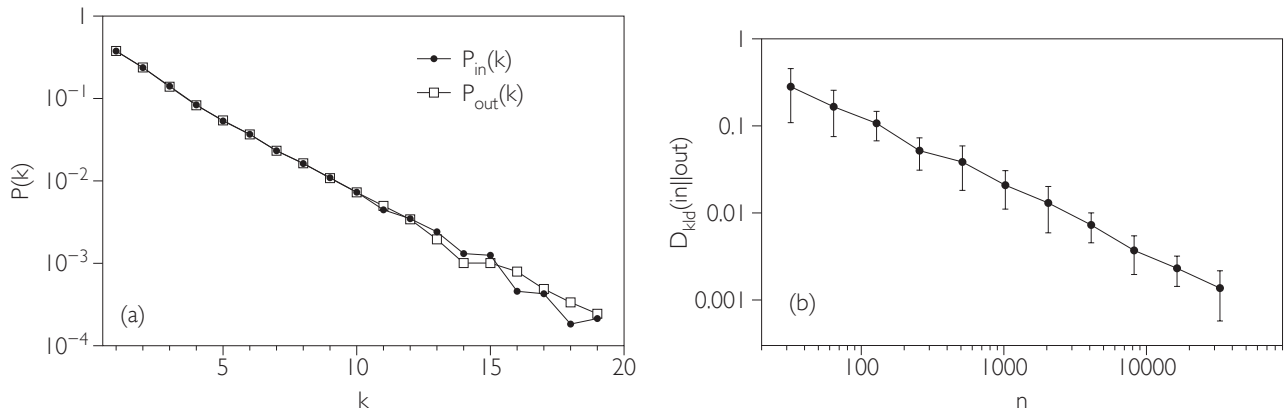 1
10^-1
10^-2
10^-3
10^-4
P(k)
P_in(k)
P_out(k)
(a)
5 10 15 20
k
1
0.1
0.01
0.001
D_kld(in||out)
(b)
100 1000 10000
n